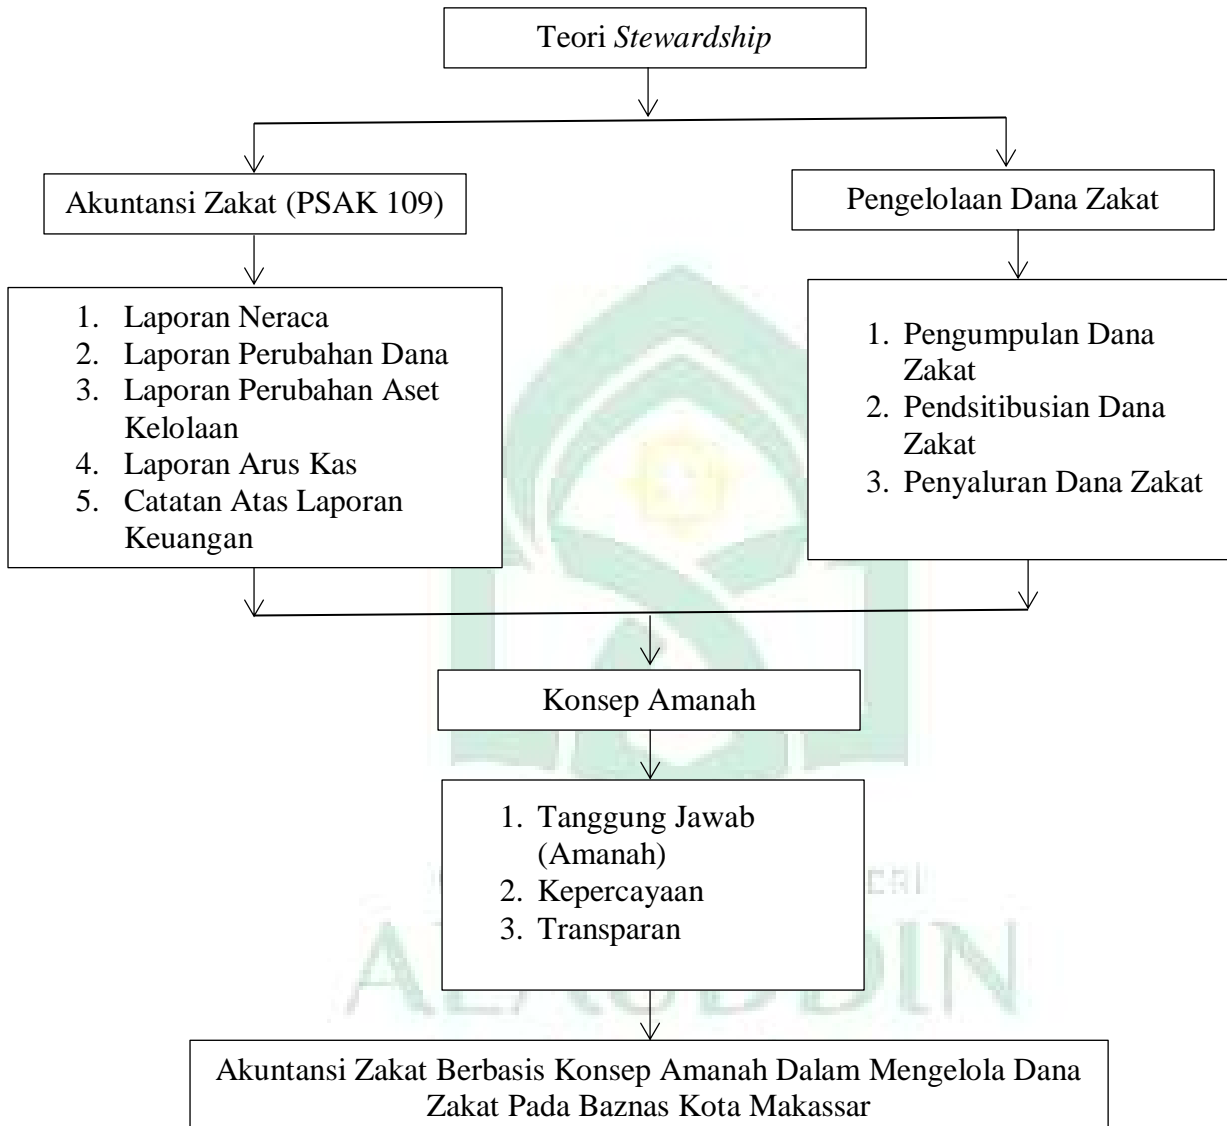 Teori Stewardship
Akuntansi Zakat (PSAK 109)
Pengelolaan Dana Zakat
1. Laporan Neraca
2. Laporan Perubahan Dana
3. Laporan Perubahan Aset
Kelolaan
4. Laporan Arus Kas
5. Catatan Atas Laporan
Keuangan
1. Pengumpulan Dana
Zakat
2. Pendsitibusian Dana
Zakat
3. Penyaluran Dana Zakat
Konsep Amanah
1. Tanggung Jawab
(Amanah)
2. Kepercayaan
3. Transparan
ALAUDDIN
Akuntansi Zakat Berbasis Konsep Amanah Dalam Mengelola Dana
Zakat Pada Baznas Kota Makassar